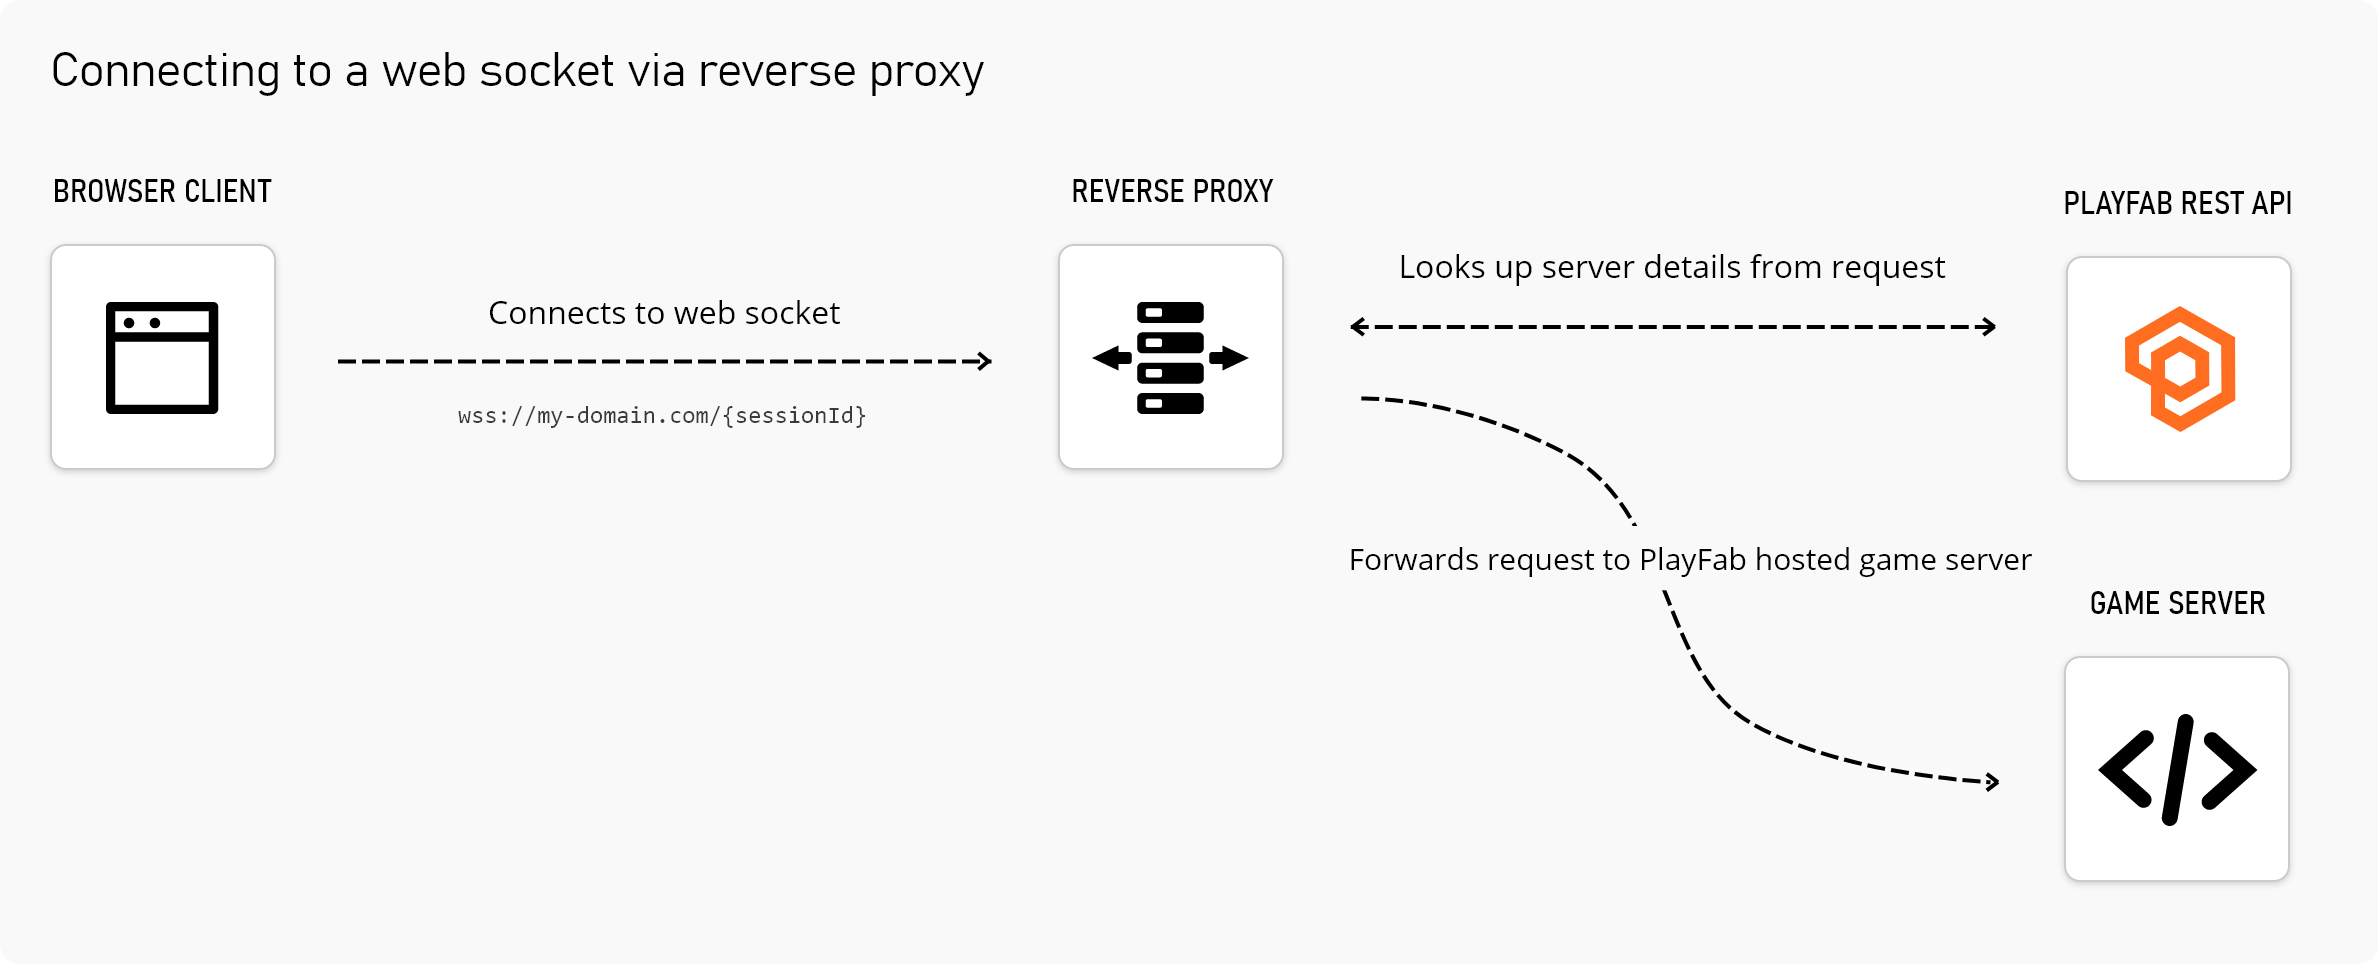 Connecting to a web socket via reverse proxy
BROWSER CLIENT
REVERSE PROXY
PLAYFAB REST API
Connects to web socket
wss://my-domain.com/{sessionId}
Looks up server details from request
Forwards request to PlayFab hosted game server
GAME SERVER